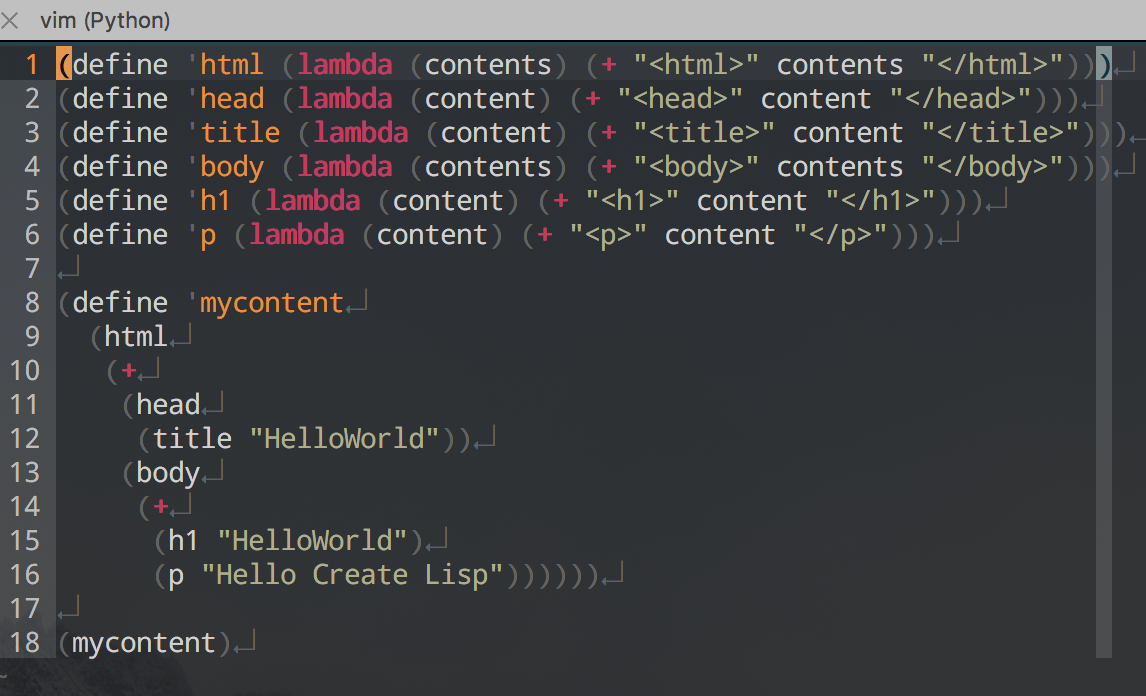 × vim (Python)
1 (define 'html (lambda (contents) (+ "<html>" contents "</html>")))
2 (define 'head (lambda (content) (+ "<head>" content "</head>")))
3 (define 'title (lambda (content) (+ "<title>" content "</title>")))
4 (define 'body (lambda (contents) (+ "<body>" contents "</body>")))
5 (define 'h1 (lambda (content) (+ "<h1>" content "</h1>")))
6 (define 'p (lambda (content) (+ "<p>" content "</p>")))
7
8 (define 'mycontent
9   (html
10    (+
11     (head
12      (title "HelloWorld"))
13     (body
14      (+
15       (h1 "HelloWorld")
16       (p "Hello Create Lisp"))))))
17
18 (mycontent)
~